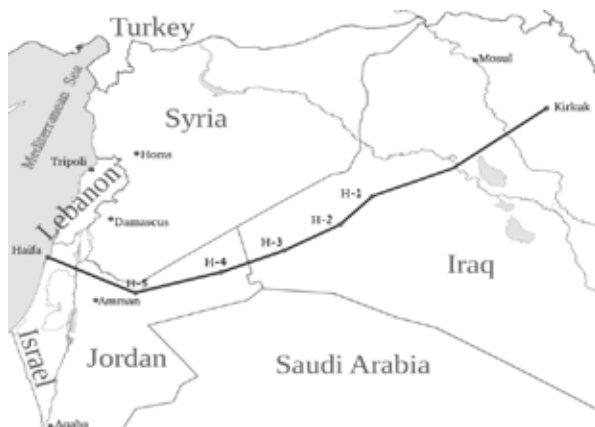 Turkey
Mosul
Mediterranean Sea
Kirkuk
Syria
Homs
Tripoli
Lebanon
H-1
Damascus
H-2
Haifa
H-3
H-4
Iraq
H-5
Amman
Israel
Jordan
Saudi Arabia
Aqaba